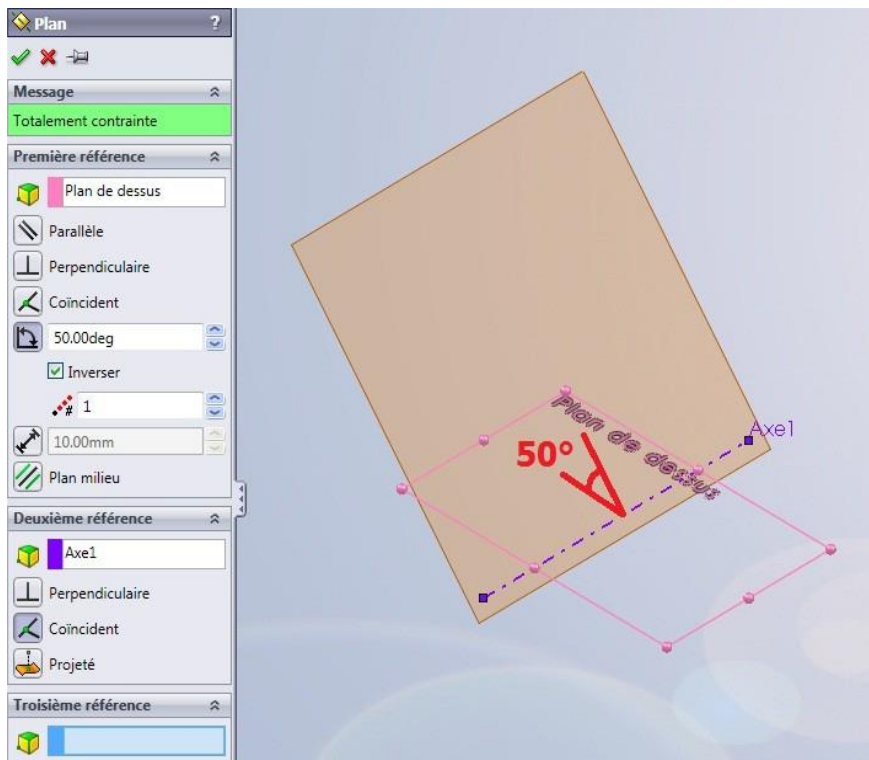 Plan ?
Message
Totalement contrainte
Première référence
Plan de dessus
Parallèle
Perpendiculaire
Coïncident
50.00deg
Inverser
# 1
10.00mm
Plan milieu
Deuxième référence
Axe1
Perpendiculaire
Coïncident
Projeté
Troisième référence
Plan de dessus
Axe1
50°